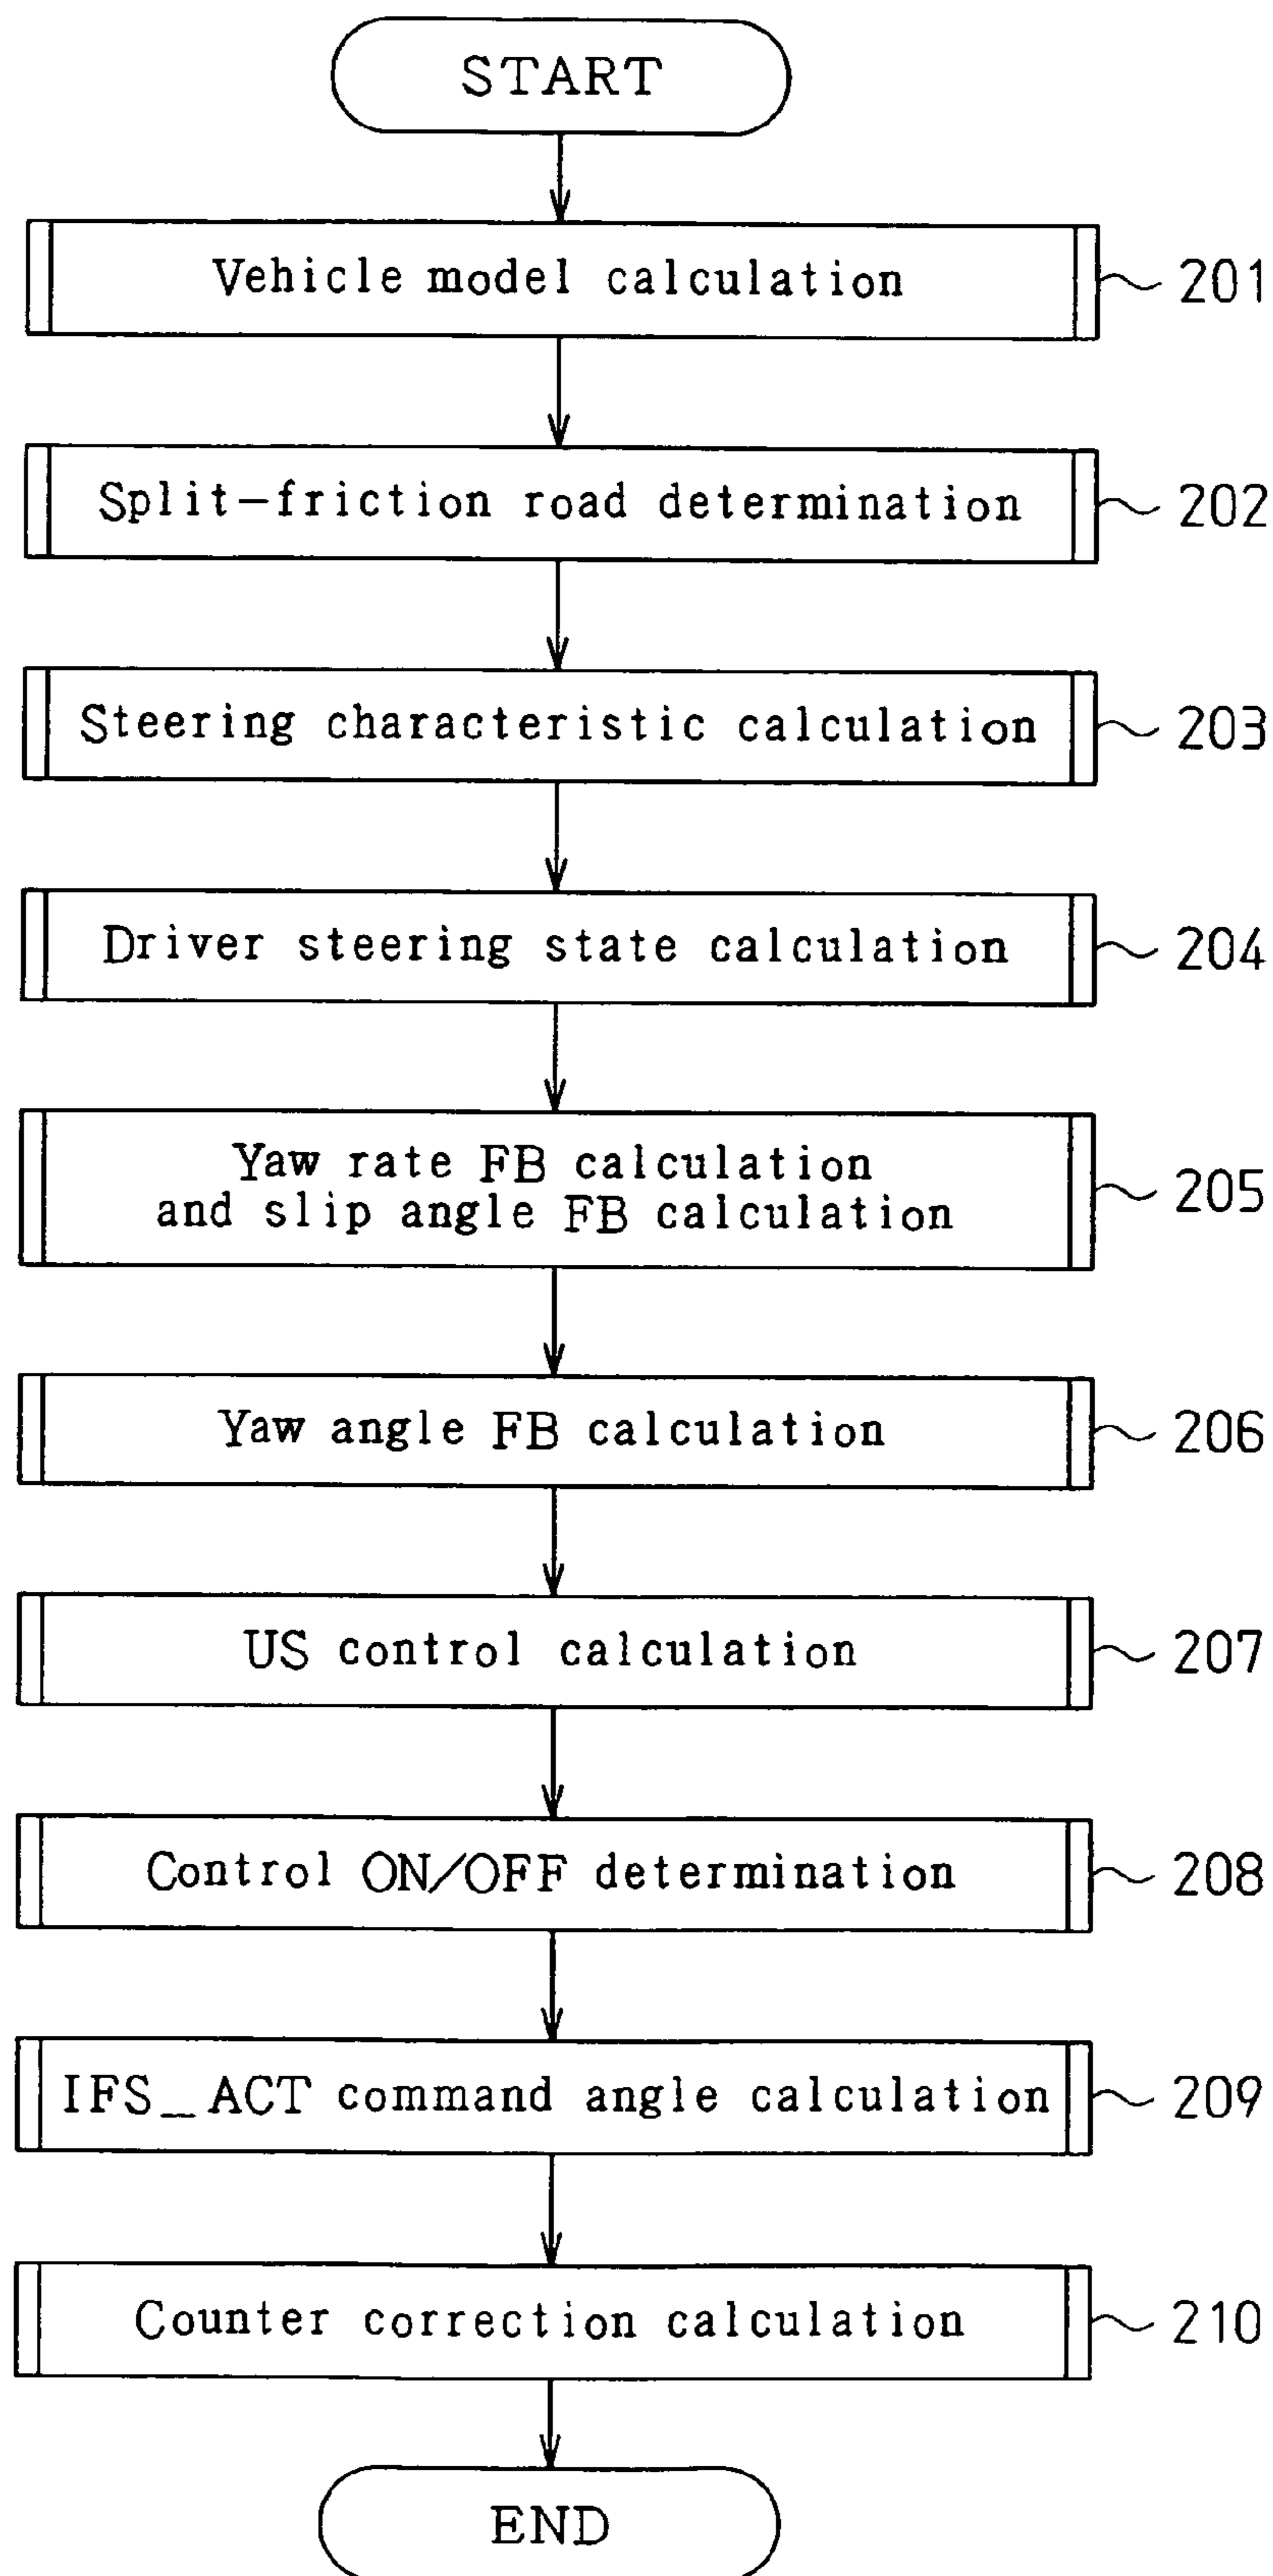 START
Vehicle model calculation 201
Split-friction road determination 202
Steering characteristic calculation 203
Driver steering state calculation 204
Yaw rate FB calculation
and slip angle FB calculation 205
Yaw angle FB calculation 206
US control calculation 207
Control ON/OFF determination 208
IFS_ACT command angle calculation 209
Counter correction calculation 210
END